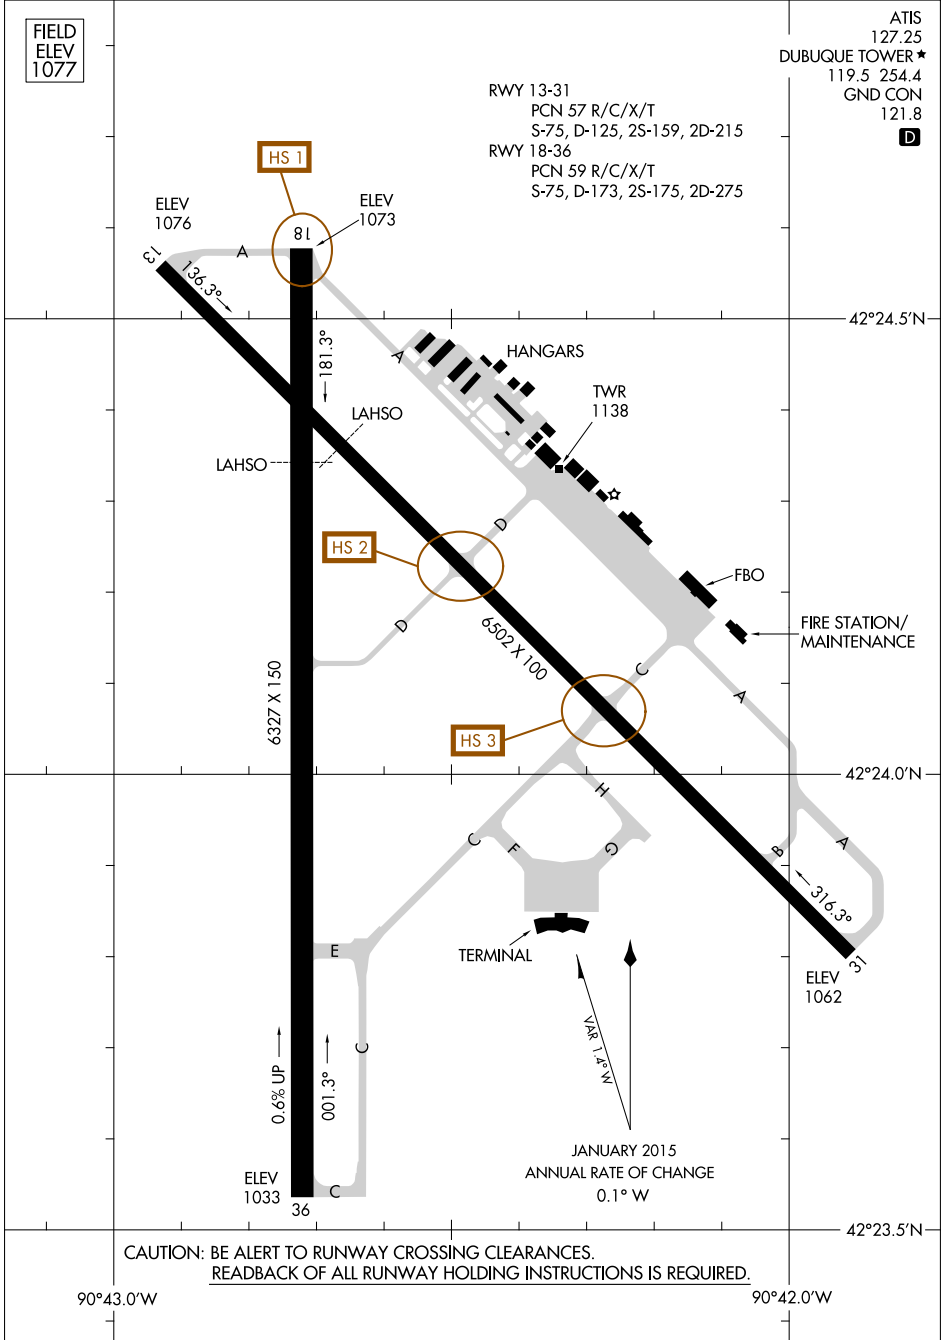 FIELD
ELEV
1077
ATIS
127.25
DUBUQUE TOWER ★
119.5 254.4
GND CON
121.8
D
RWY 13-31
PCN 57 R/C/X/T
S-75, D-125, 2S-159, 2D-215
RWY 18-36
PCN 59 R/C/X/T
S-75, D-173, 2S-175, 2D-275
HS 1
ELEV
1076
ELEV
1073
18
13
A
136.3°
181.3°
42°24.5'N
A
HANGARS
TWR
1138
LAHSO
LAHSO
D
HS 2
FBO
D
6502 X 100
FIRE STATION/
MAINTENANCE
C
A
6327 X 150
HS 3
42°24.0'N
H
C
F
G
B
A
316.3°
E
TERMINAL
31
ELEV
1062
VAR 1.4° W
C
0.6% UP
001.3°
JANUARY 2015
ANNUAL RATE OF CHANGE
0.1° W
ELEV
1033
C
36
42°23.5'N
CAUTION: BE ALERT TO RUNWAY CROSSING CLEARANCES.
READBACK OF ALL RUNWAY HOLDING INSTRUCTIONS IS REQUIRED.
90°43.0'W
90°42.0'W